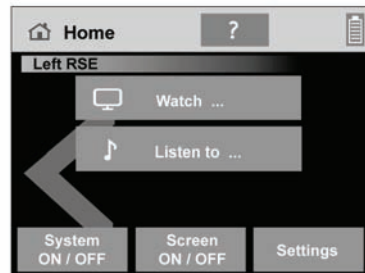 Home
?
Left RSE
Watch ...
Listen to ...
System
ON / OFF
Screen
ON / OFF
Settings